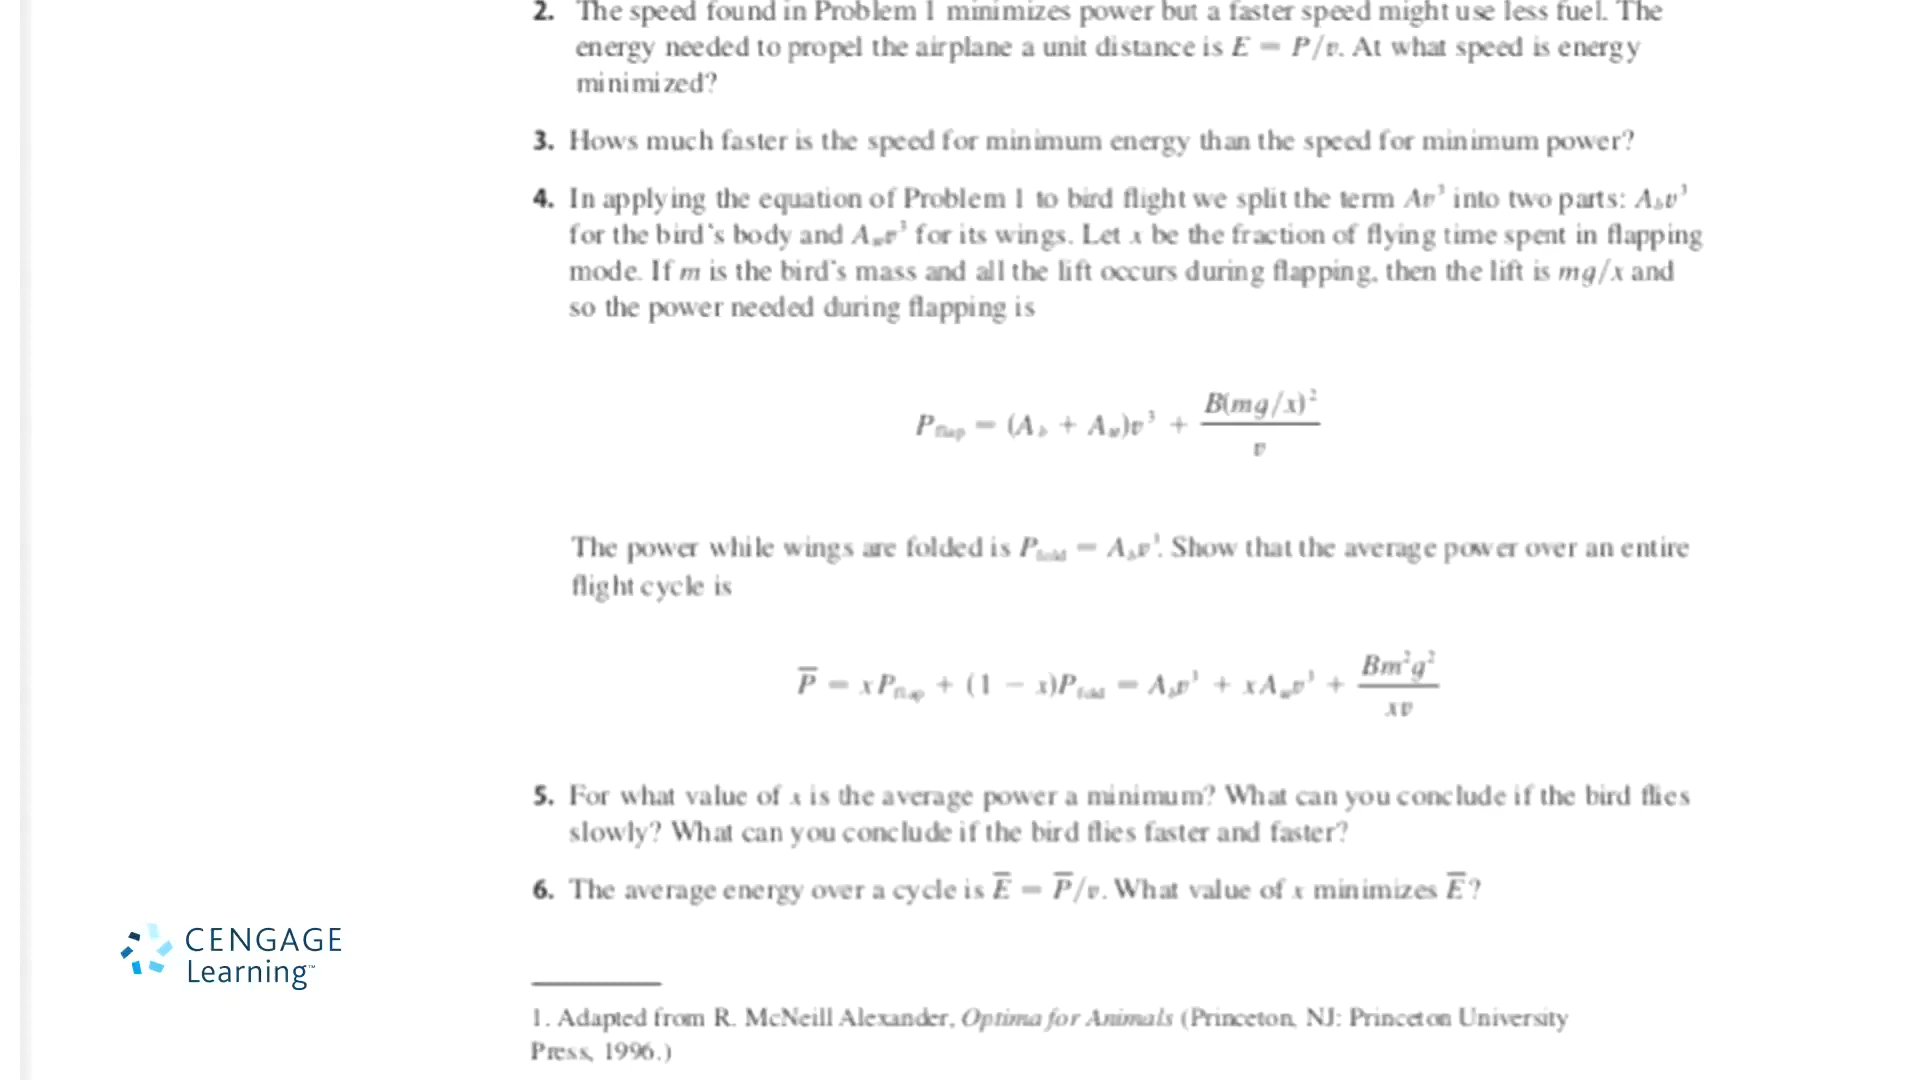 2. The speed found in Problem 1 minimizes power but a faster speed might use less fuel. The
energy needed to propel the airplane a unit distance is E = P/v. At what speed is energy
minimized?
3. Hows much faster is the speed for minimum energy than the speed for minimum power?
4. In applying the equation of Problem 1 to bird flight we split the term Av³ into two parts: A_b v³
for the bird's body and A_w v³ for its wings. Let x be the fraction of flying time spent in flapping
mode. If m is the bird's mass and all the lift occurs during flapping, then the lift is mg/x and
so the power needed during flapping is
P_flap = (A_b + A_w)v³ + B(mg/x)²/v
The power while wings are folded is P_fold = A_b v³. Show that the average power over an entire
flight cycle is
P̅ = xP_flap + (1 − x)P_fold = A_b v³ + xA_w v³ + Bm²g²/xv
5. For what value of x is the average power a minimum? What can you conclude if the bird flies
slowly? What can you conclude if the bird flies faster and faster?
6. The average energy over a cycle is E̅ = P̅/v. What value of x minimizes E̅?
CENGAGE
Learning™
1. Adapted from R. McNeill Alexander, Optima for Animals (Princeton, NJ: Princeton University
Press, 1996.)